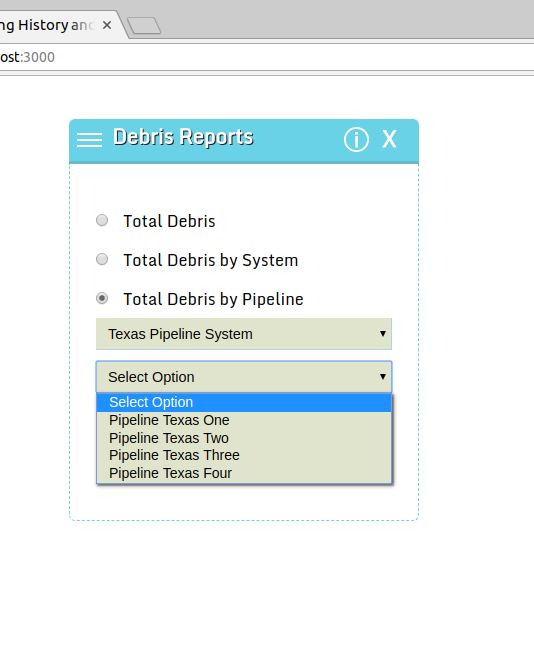 ng History and
ost:3000
Debris Reports
i X
Total Debris
Total Debris by System
Total Debris by Pipeline
Texas Pipeline System
Select Option
Select Option
Pipeline Texas One
Pipeline Texas Two
Pipeline Texas Three
Pipeline Texas Four